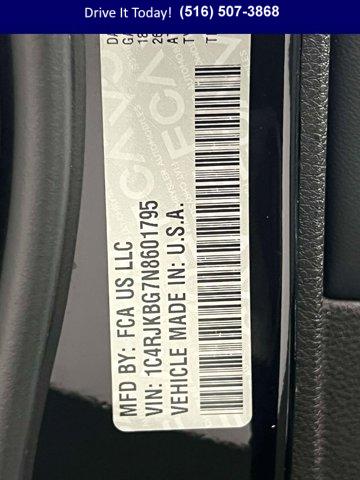 Drive It Today! (516) 507-3868
MFD BY: FCA US LLC
VIN: 1C4RJKBG7N8601795
VEHICLE MADE IN: U.S.A.